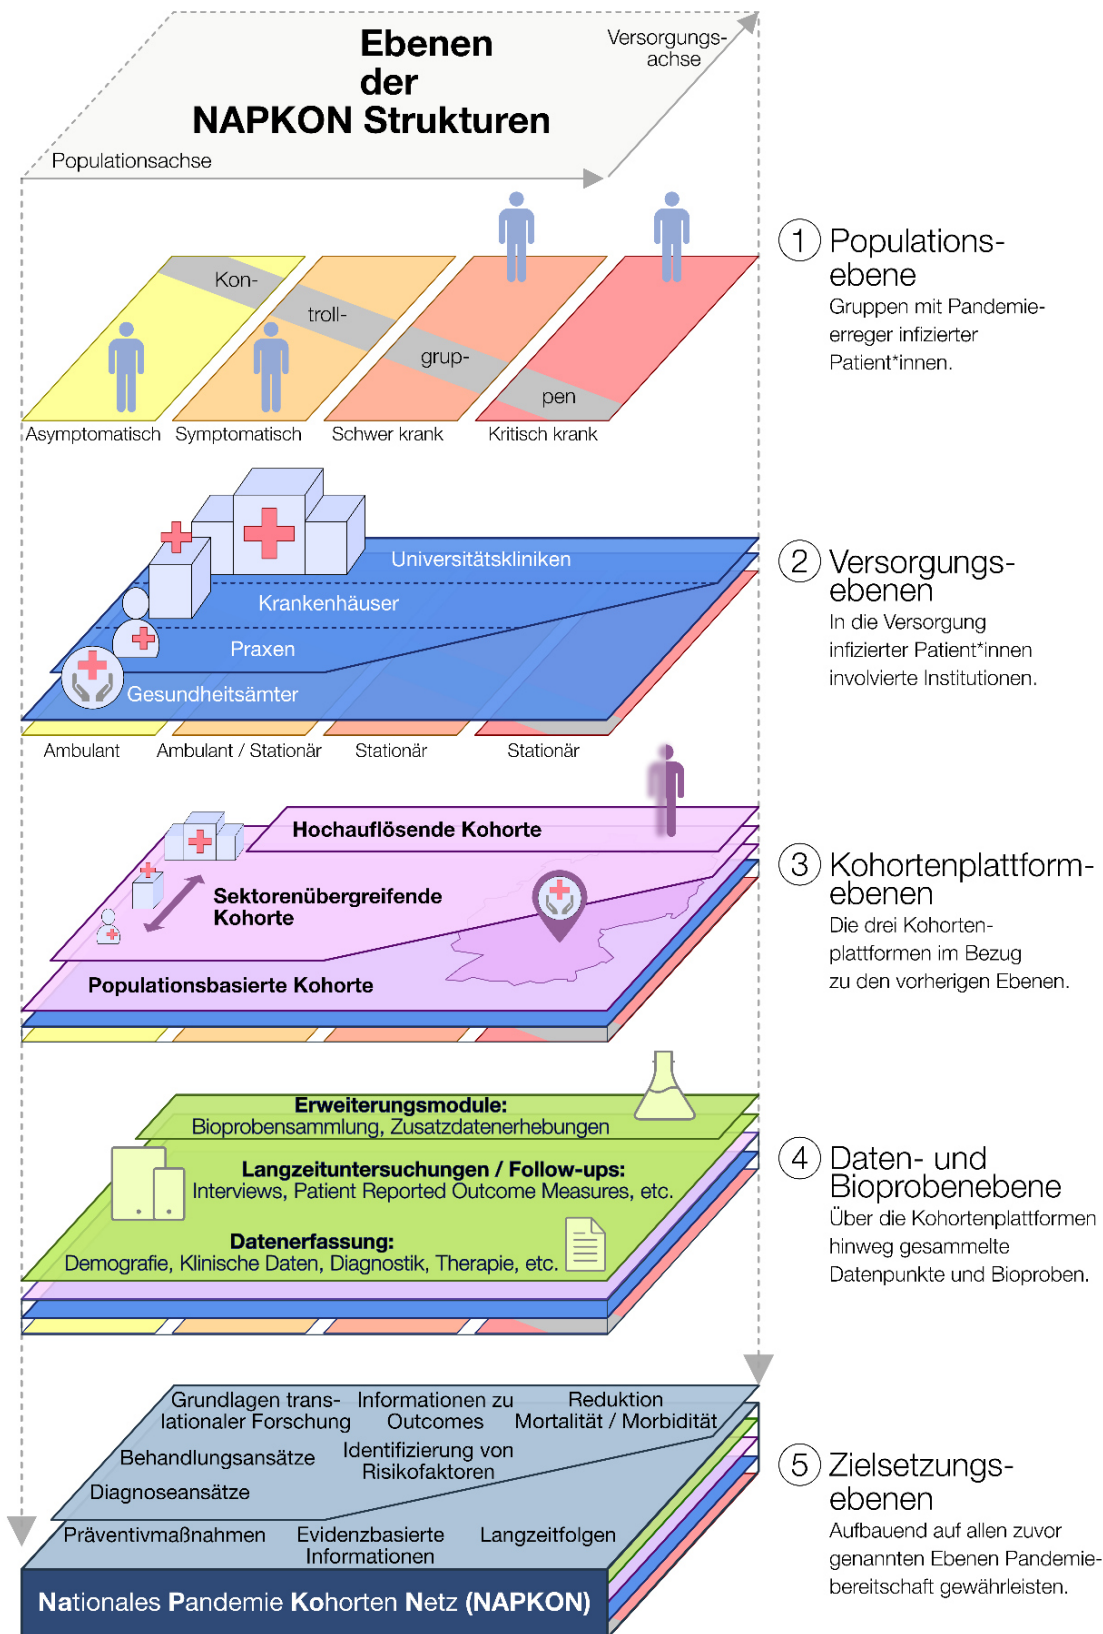 Ebenen
der
NAPKON Strukturen
Versorgungs-
achse
Populationsachse
Kon-
troll-
grup-
pen
Asymptomatisch
Symptomatisch
Schwer krank
Kritisch krank
1 Populations-
ebene
Gruppen mit Pandemie-
erreger infizierter
Patient*innen.
Universitätskliniken
Krankenhäuser
Praxen
Gesundheitsämter
Ambulant
Ambulant / Stationär
Stationär
Stationär
2 Versorgungs-
ebenen
In die Versorgung
infizierter Patient*innen
involvierte Institutionen.
Hochauflösende Kohorte
Sektorenübergreifende
Kohorte
Populationsbasierte Kohorte
3 Kohortenplattform-
ebenen
Die drei Kohorten-
plattformen im Bezug
zu den vorherigen Ebenen.
Erweiterungsmodule:
Bioprobensammlung, Zusatzdatenerhebungen
Langzeituntersuchungen / Follow-ups:
Interviews, Patient Reported Outcome Measures, etc.
Datenerfassung:
Demografie, Klinische Daten, Diagnostik, Therapie, etc.
4 Daten- und
Bioprobenebene
Über die Kohortenplattformen
hinweg gesammelte
Datenpunkte und Bioproben.
Grundlagen trans-
lationaler Forschung
Informationen zu
Outcomes
Reduktion
Mortalität / Morbidität
Behandlungsansätze
Identifizierung von
Risikofaktoren
Diagnoseansätze
Präventivmaßnahmen
Evidenzbasierte
Informationen
Langzeitfolgen
Nationales Pandemie Kohorten Netz (NAPKON)
5 Zielsetzungs-
ebenen
Aufbauend auf allen zuvor
genannten Ebenen Pandemie-
bereitschaft gewährleisten.